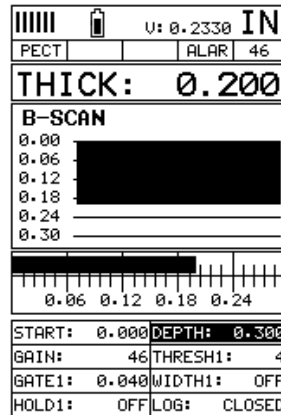 V: 0.2330 IN
PECT ALAR 46
THICK: 0.200
B-SCAN
0.00
0.06
0.12
0.18
0.24
0.30
0.06 0.12 0.18 0.24
START: 0.000 DEPTH: 0.300
GAIN: 46 THRESH1: 4
GATE1: 0.040 WIDTH1: OFF
HOLD1: OFF LOG: CLOSED